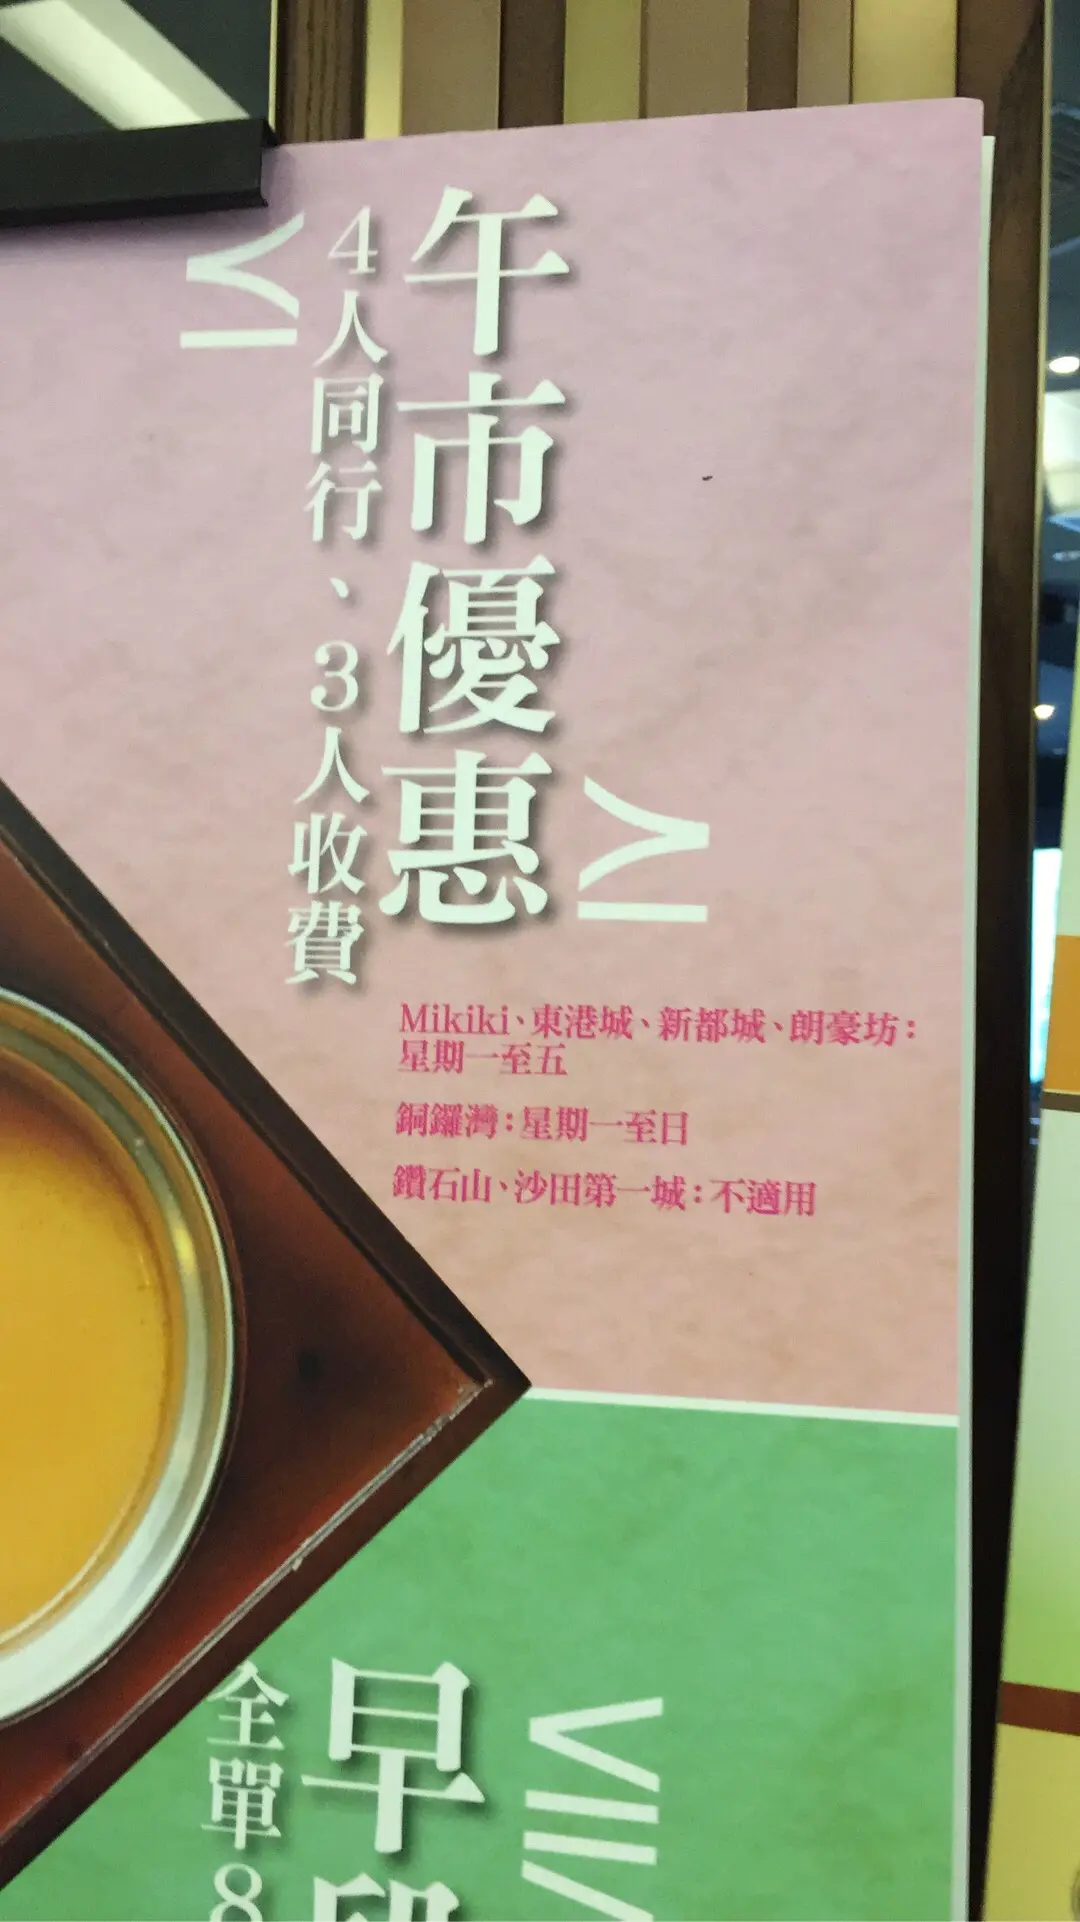 午市優惠
4人同行、3人收費
Mikiki、東港城、新都城、朗豪坊：
星期一至五
銅鑼灣：星期一至日
鑽石山、沙田第一城：不適用
早段
全單8